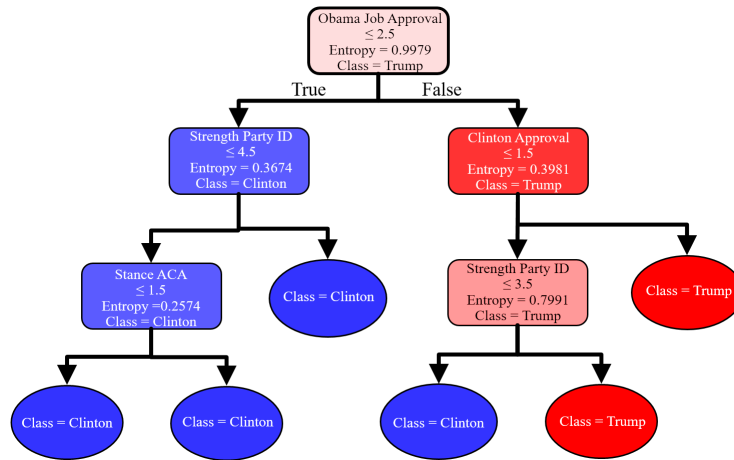 Obama Job Approval
≤ 2.5
Entropy = 0.9979
Class = Trump
True
False
Strength Party ID
≤ 4.5
Entropy = 0.3674
Class = Clinton
Clinton Approval
≤ 1.5
Entropy = 0.3981
Class = Trump
Stance ACA
≤ 1.5
Entropy =0.2574
Class = Clinton
Class = Clinton
Strength Party ID
≤ 3.5
Entropy = 0.7991
Class = Trump
Class = Trump
Class = Clinton
Class = Clinton
Class = Clinton
Class = Trump